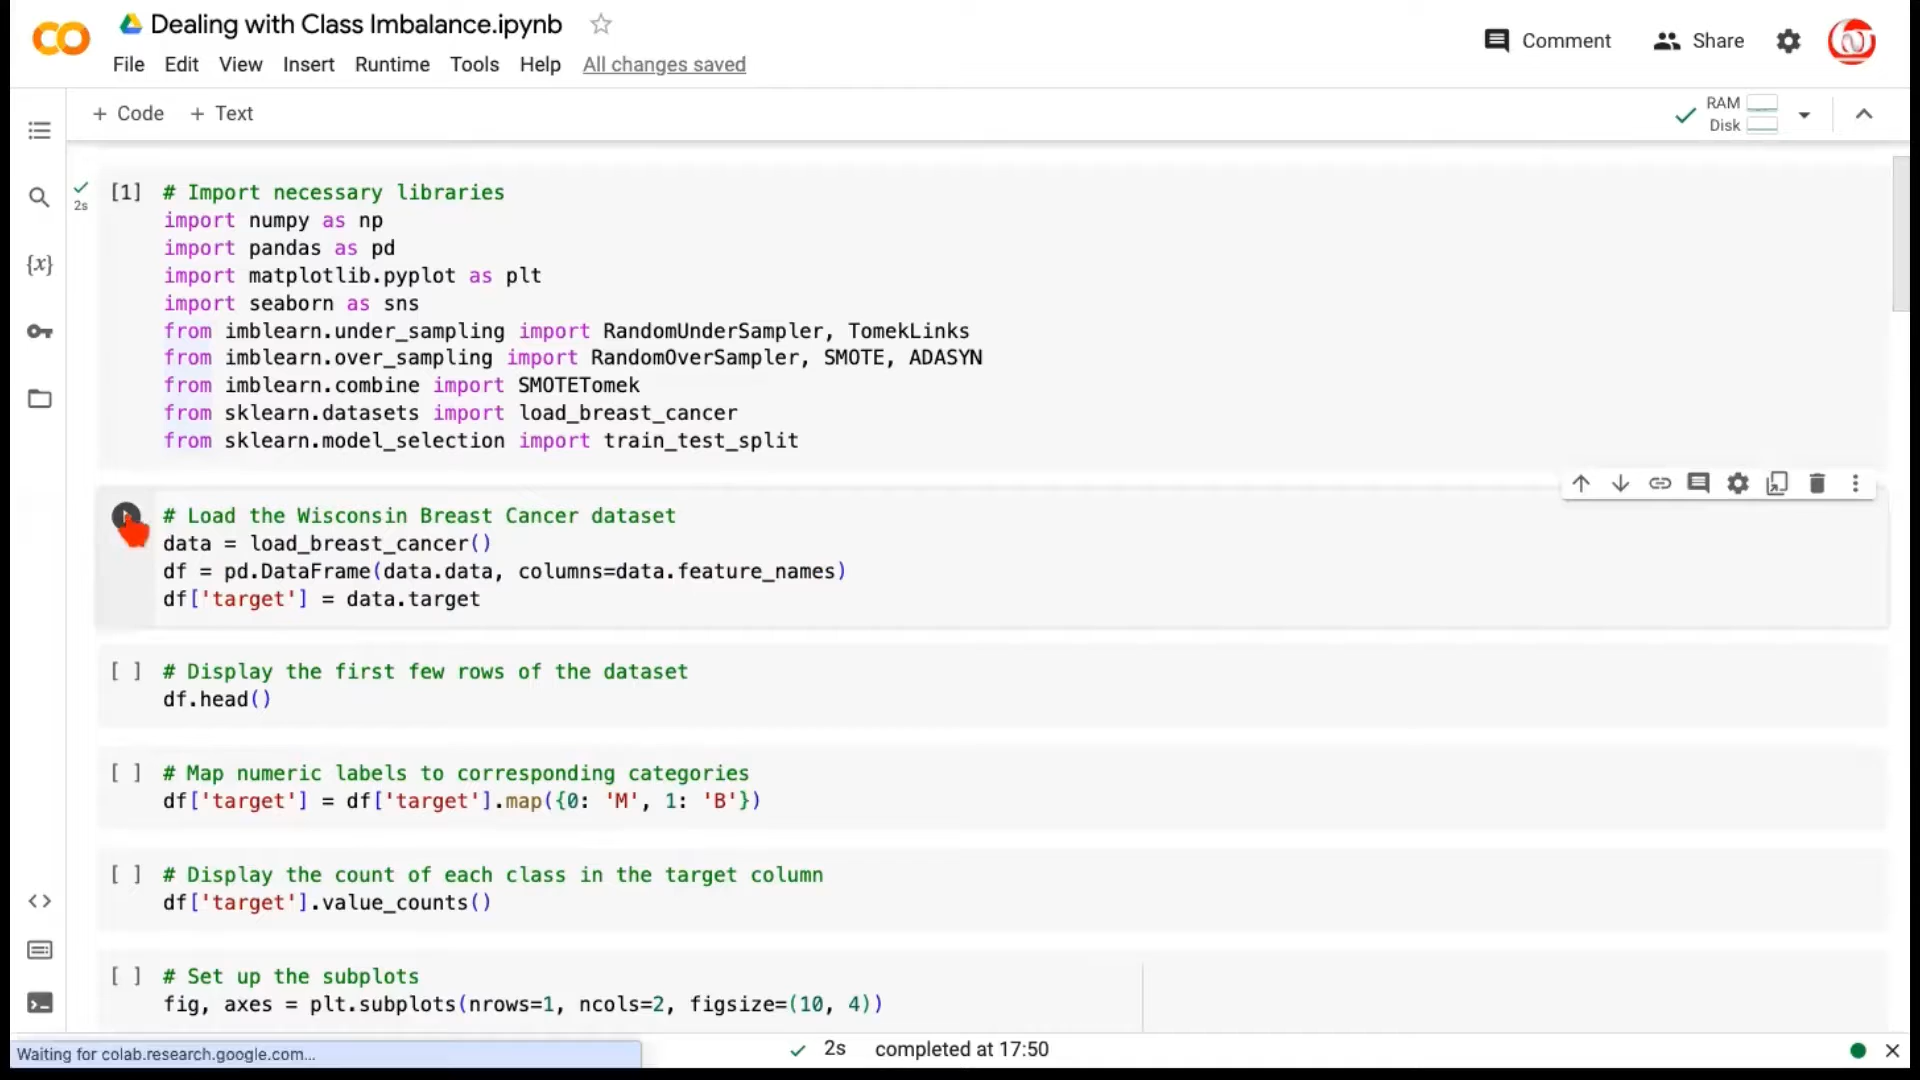 Dealing with Class Imbalance.ipynb
File Edit View Insert Runtime Tools Help All changes saved
Comment Share
+ Code + Text
RAM
Disk
2s
[1] # Import necessary libraries
import numpy as np
import pandas as pd
import matplotlib.pyplot as plt
import seaborn as sns
from imblearn.under_sampling import RandomUnderSampler, TomekLinks
from imblearn.over_sampling import RandomOverSampler, SMOTE, ADASYN
from imblearn.combine import SMOTETomek
from sklearn.datasets import load_breast_cancer
from sklearn.model_selection import train_test_split
# Load the Wisconsin Breast Cancer dataset
data = load_breast_cancer()
df = pd.DataFrame(data.data, columns=data.feature_names)
df['target'] = data.target
[ ] # Display the first few rows of the dataset
df.head()
[ ] # Map numeric labels to corresponding categories
df['target'] = df['target'].map({0: 'M', 1: 'B'})
[ ] # Display the count of each class in the target column
df['target'].value_counts()
[ ] # Set up the subplots
fig, axes = plt.subplots(nrows=1, ncols=2, figsize=(10, 4))
Waiting for colab.research.google.com...
2s completed at 17:50